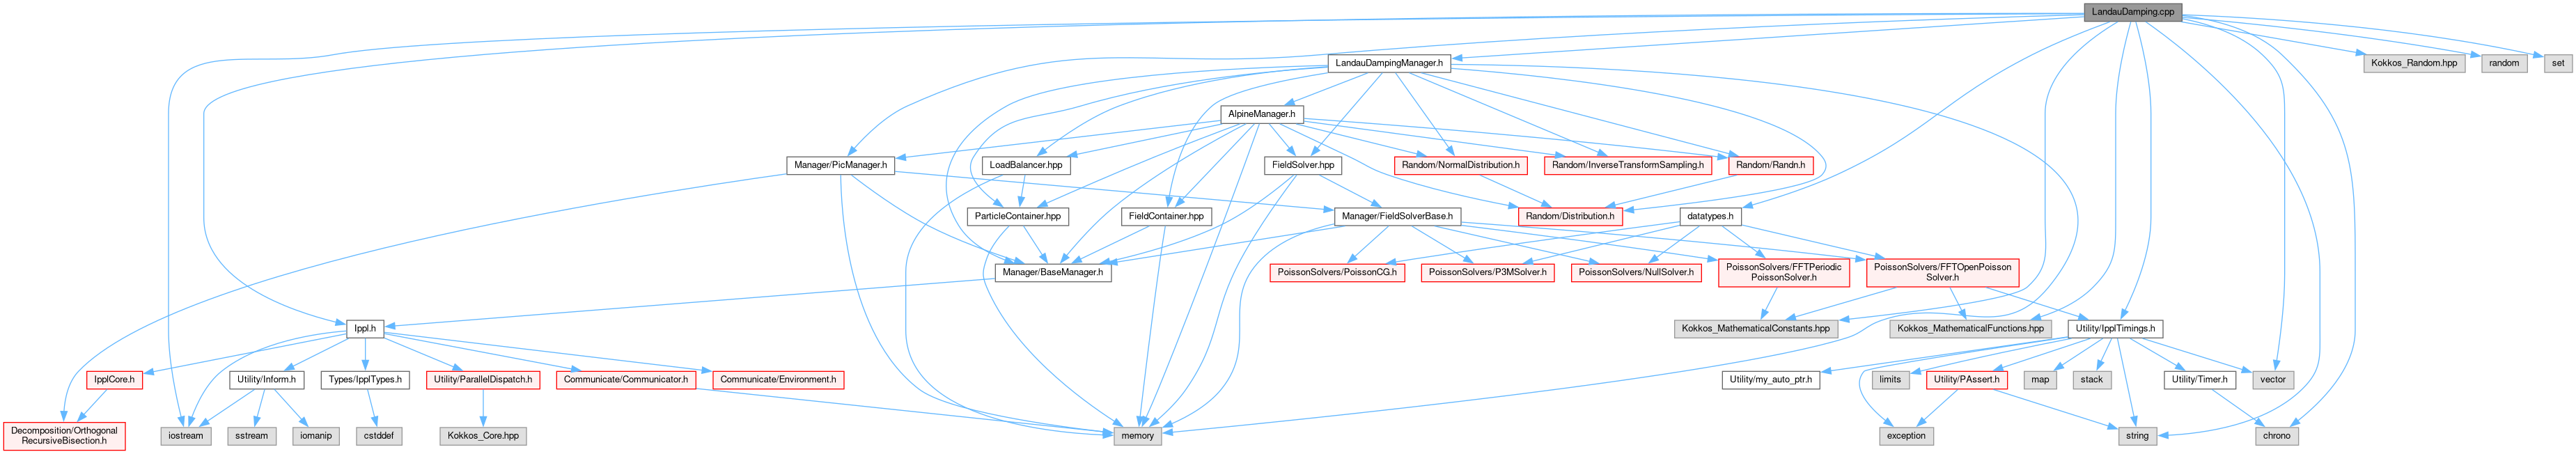 LandauDamping.cpp
LandauDampingManager.h
Kokkos_Random.hpp
random
set
AlpineManager.h
Manager/PicManager.h
LoadBalancer.hpp
FieldSolver.hpp
Random/NormalDistribution.h
Random/InverseTransformSampling.h
Random/Randn.h
ParticleContainer.hpp
FieldContainer.hpp
Manager/FieldSolverBase.h
Random/Distribution.h
datatypes.h
Manager/BaseManager.h
PoissonSolvers/PoissonCG.h
PoissonSolvers/P3MSolver.h
PoissonSolvers/NullSolver.h
PoissonSolvers/FFTPeriodic
PoissonSolver.h
PoissonSolvers/FFTOpenPoisson
Solver.h
Ippl.h
Kokkos_MathematicalConstants.hpp
Kokkos_MathematicalFunctions.hpp
Utility/IpplTimings.h
IpplCore.h
Utility/Inform.h
Types/IpplTypes.h
Utility/ParallelDispatch.h
Communicate/Communicator.h
Communicate/Environment.h
Utility/my_auto_ptr.h
limits
Utility/PAssert.h
map
stack
Utility/Timer.h
vector
Decomposition/Orthogonal
RecursiveBisection.h
iostream
sstream
iomanip
cstddef
Kokkos_Core.hpp
memory
exception
string
chrono